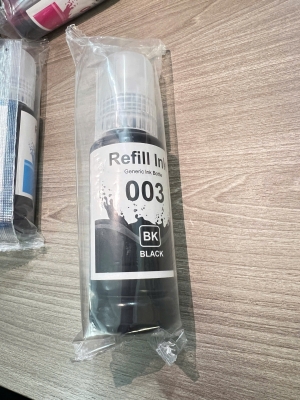 Refill Ink
Generic Ink Bottle
003
BK
BLACK